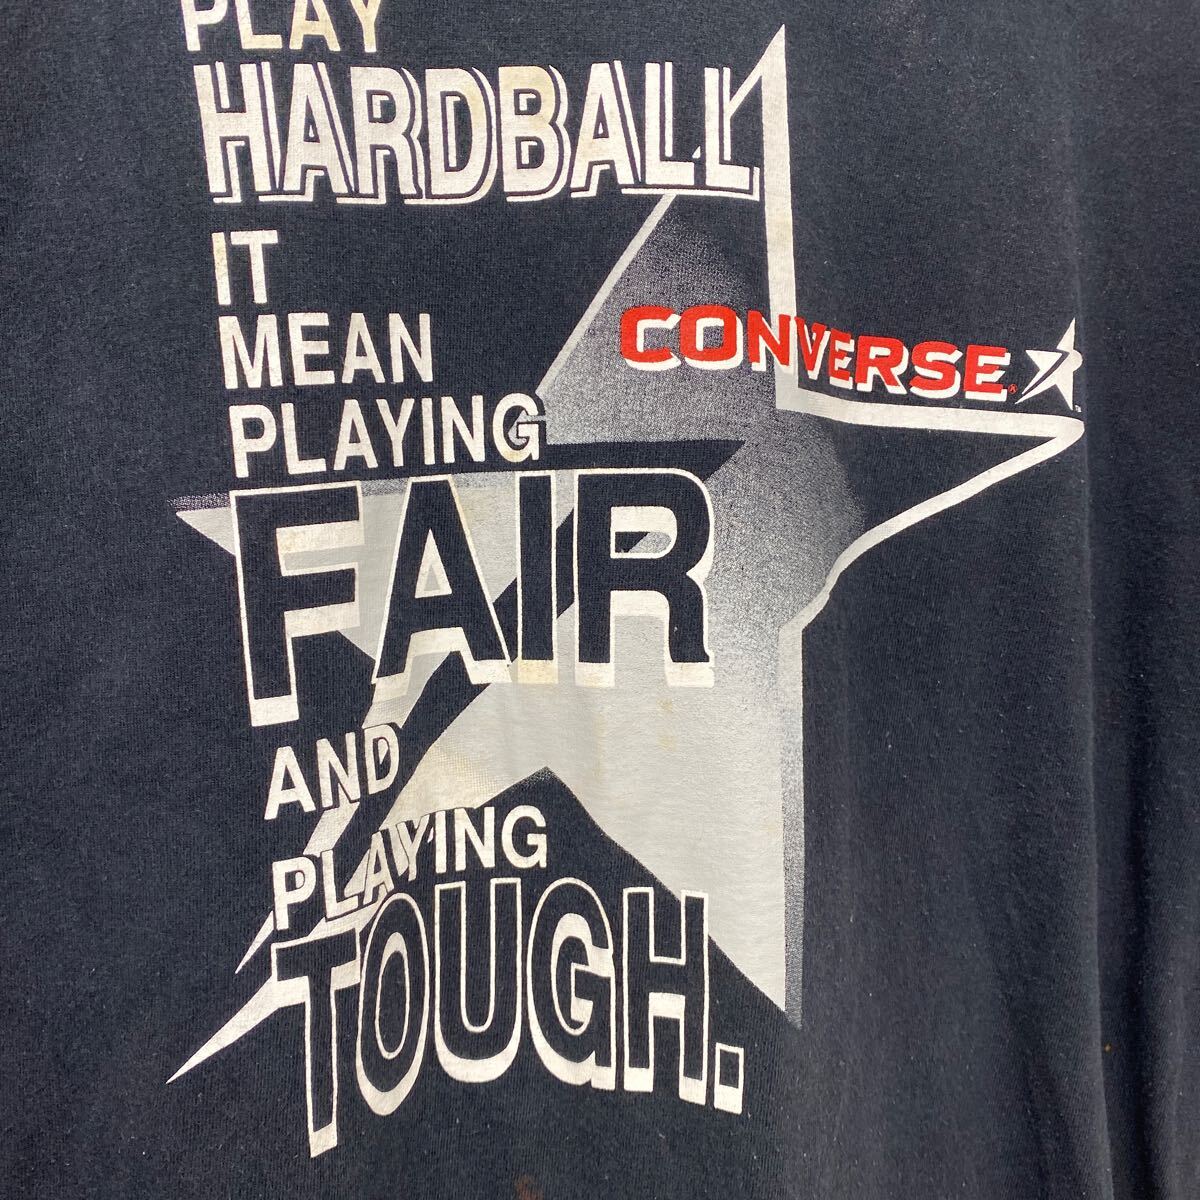 PLAY
HARDBALL
IT
MEAN
PLAYING
FAIR
AND
PLAYING
TOUGH.
CONVERSE®